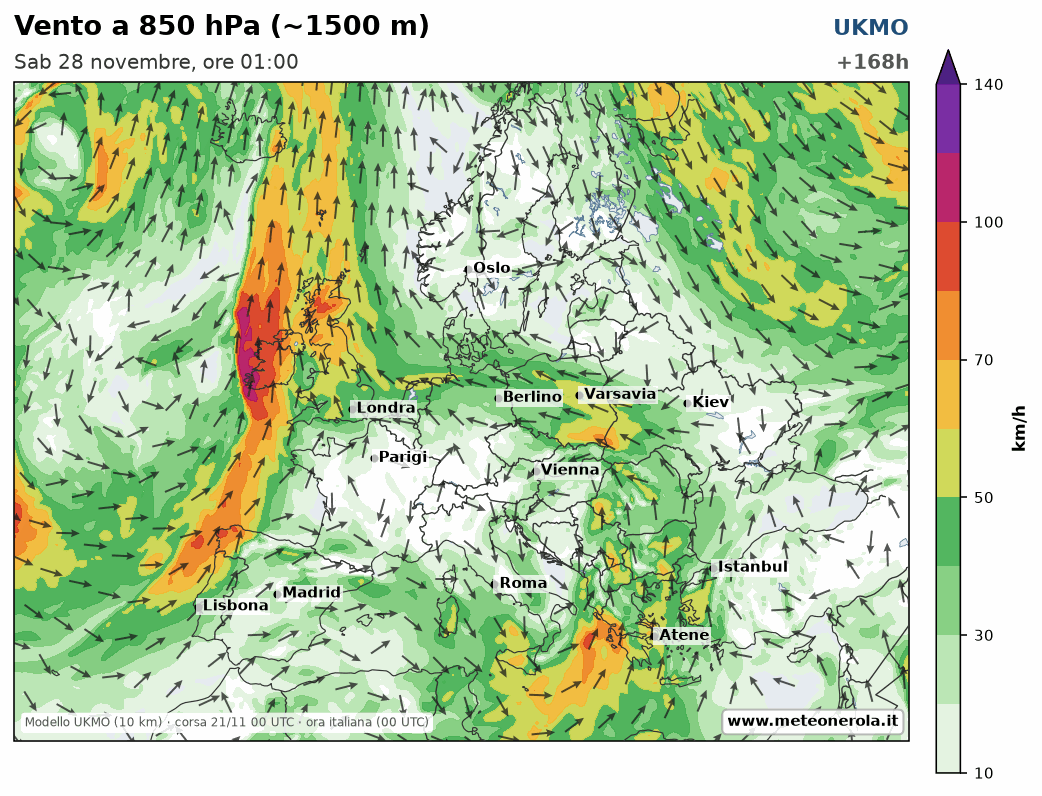 Vento a 850 hPa (~1500 m)
UKMO
Sab 28 novembre, ore 01:00
+168h
140
100
70
50
30
10
km/h
Oslo
Berlino
Varsavia
Kiev
Londra
Parigi
Vienna
Istanbul
Roma
Madrid
Lisbona
Atene
Modello UKMO (10 km) · corsa 21/11 00 UTC · ora italiana (00 UTC)
www.meteonerola.it